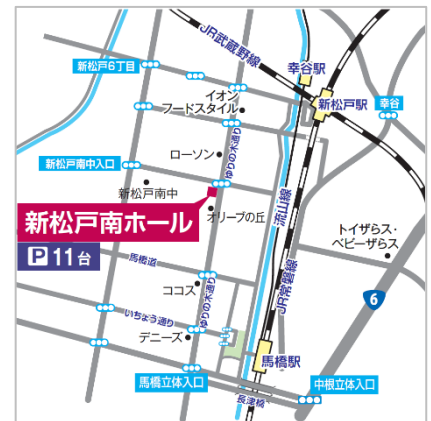 JR武蔵野線
幸谷駅
新松戸6丁目
イオン
フードスタイル
新松戸駅
幸谷
ゆりの木通り
ローソン
新松戸南中入口
新松戸南中
オリーブの丘
新松戸南ホール
P11台
流山線
トイザらス・
ベビーザらス
馬橋道
JR常磐線
ココス
ゆりの木通り
6
いちょう通り
デニーズ
馬橋駅
馬橋立体入口
中根立体入口
長津橋